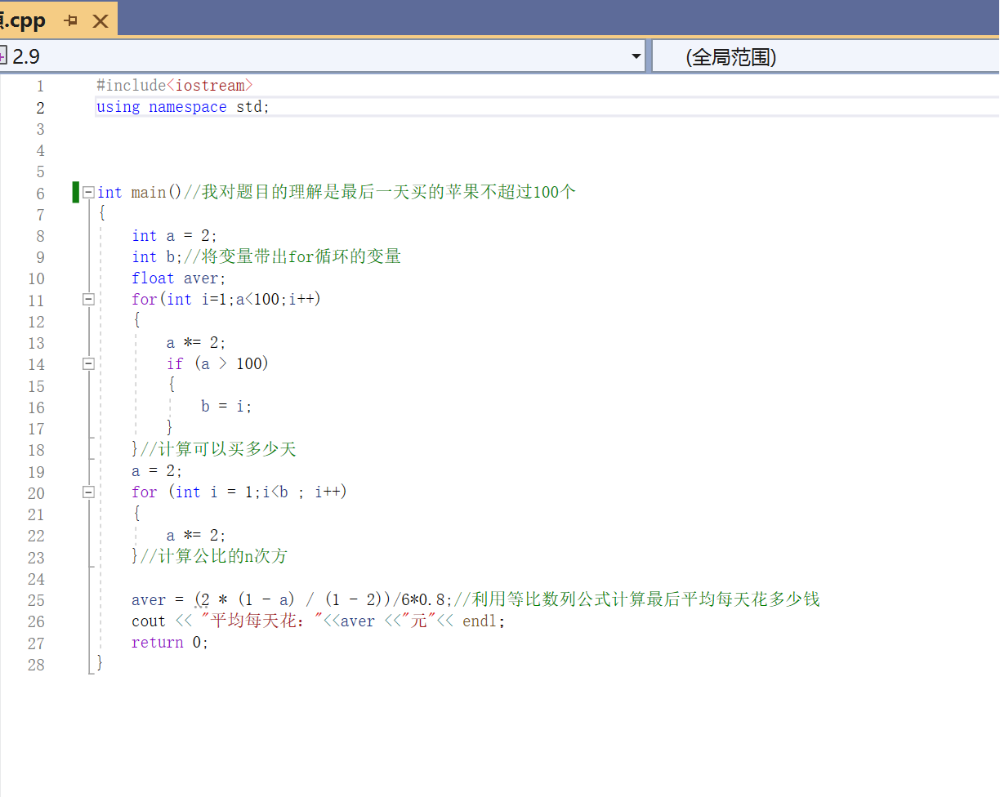 .cpp
2.9
(全局范围)
1 #include<iostream>
2 using namespace std;
3
4
5
6 int main()//我对题目的理解是最后一天买的苹果不超过100个
7 {
8 int a = 2;
9 int b;//将变量带出for循环的变量
10 float aver;
11 for(int i=1;a<100;i++)
12 {
13 a *= 2;
14 if (a > 100)
15 {
16 b = i;
17 }
18 }//计算可以买多少天
19 a = 2;
20 for (int i = 1;i<b ; i++)
21 {
22 a *= 2;
23 }//计算公比的n次方
24
25 aver = (2 * (1 - a) / (1 - 2))/6*0.8;//利用等比数列公式计算最后平均每天花多少钱
26 cout << "平均每天花："<<aver <<"元"<< endl;
27 return 0;
28 }